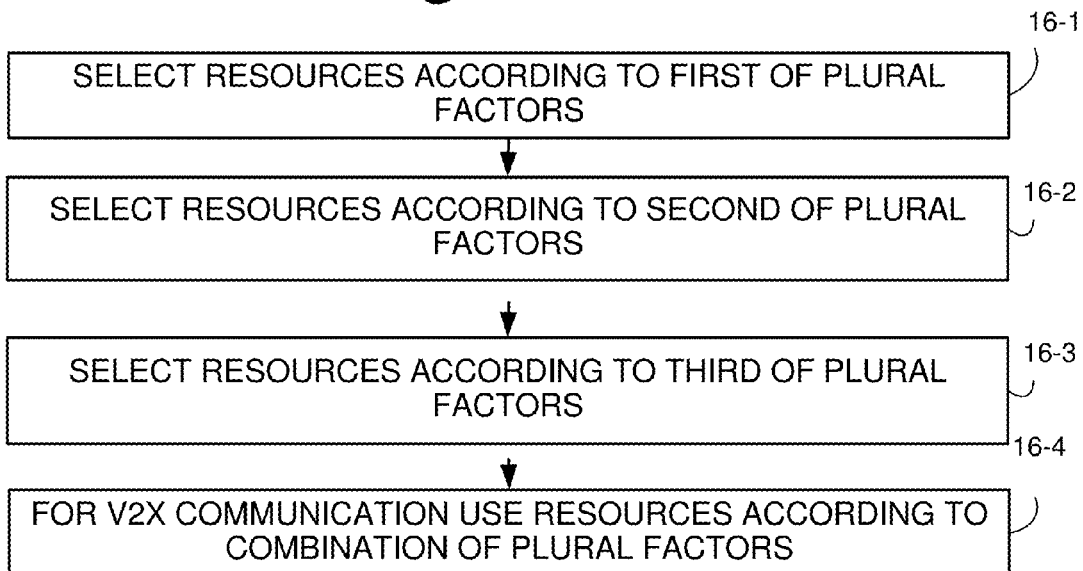 16-1
SELECT RESOURCES ACCORDING TO FIRST OF PLURAL
FACTORS
16-2
SELECT RESOURCES ACCORDING TO SECOND OF PLURAL
FACTORS
16-3
SELECT RESOURCES ACCORDING TO THIRD OF PLURAL
FACTORS
16-4
FOR V2X COMMUNICATION USE RESOURCES ACCORDING TO
COMBINATION OF PLURAL FACTORS